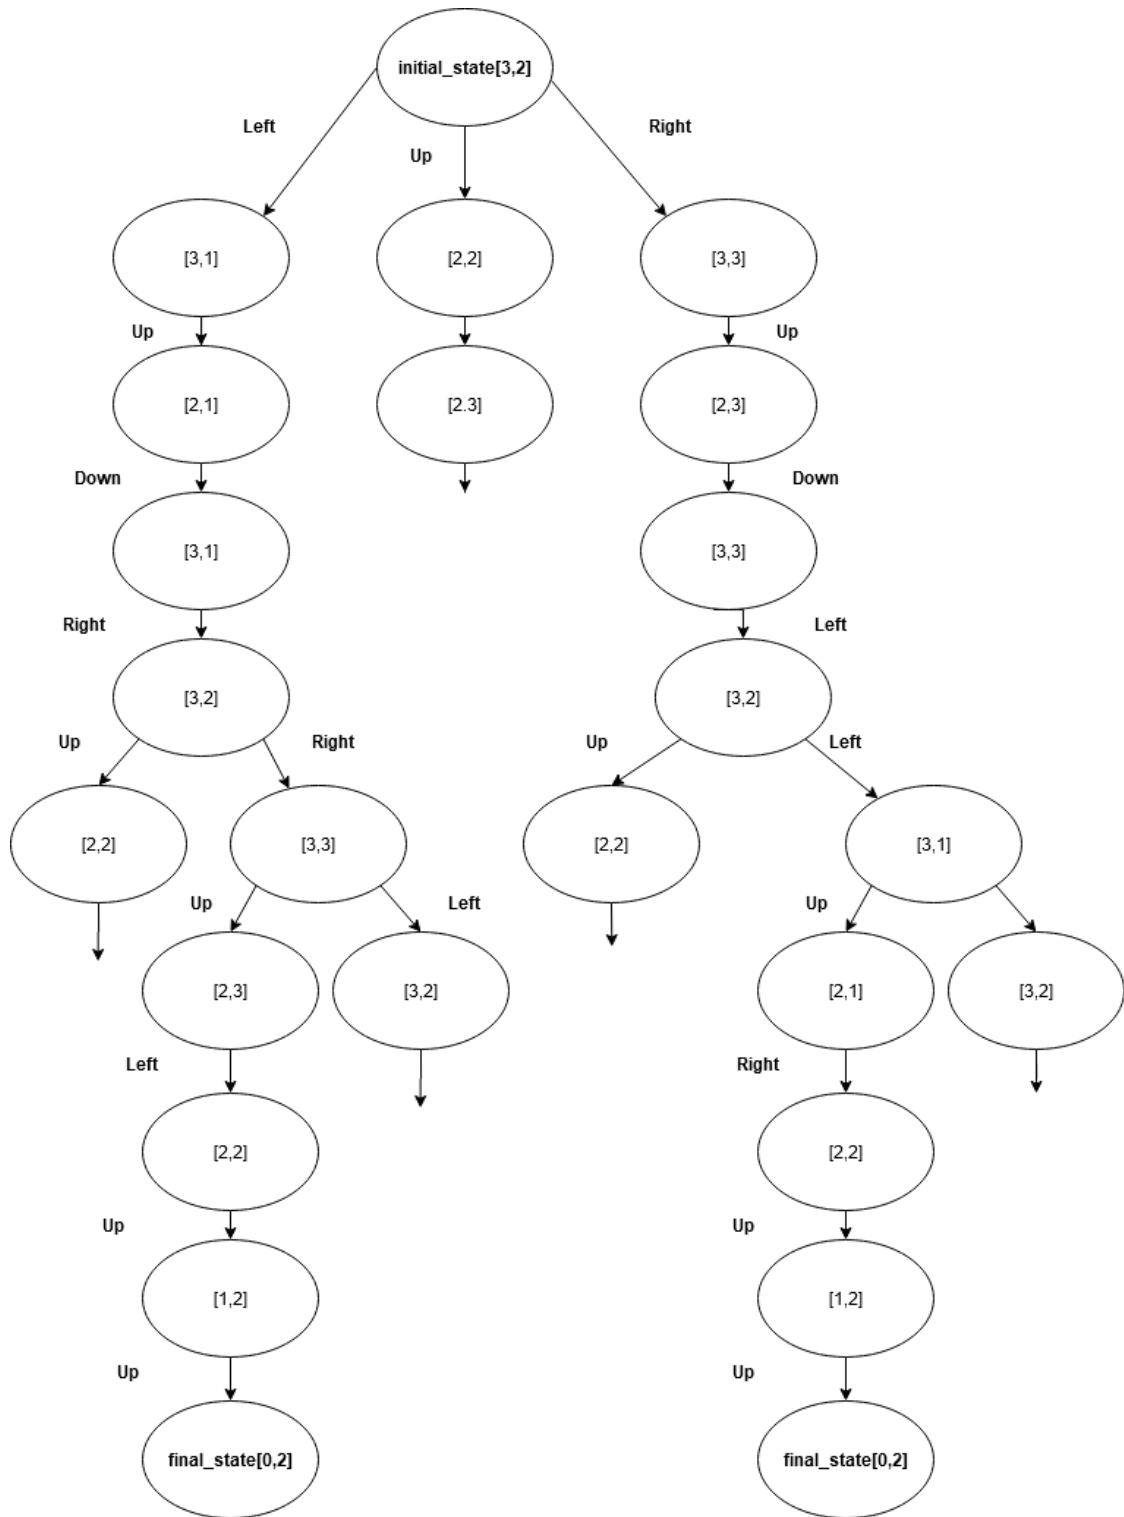 initial_state[3,2]
Left
Up
Right
[3,1]
[2,2]
[3,3]
Up
Up
[2,1]
[2.3]
[2,3]
Down
Down
[3,1]
[3,3]
Right
Left
[3,2]
[3,2]
Up
Right
Up
Left
[2,2]
[3,3]
[2,2]
[3,1]
Up
Left
Up
[2,3]
[3,2]
[2,1]
[3,2]
Left
Right
[2,2]
[2,2]
Up
Up
[1,2]
[1,2]
Up
Up
final_state[0,2]
final_state[0,2]